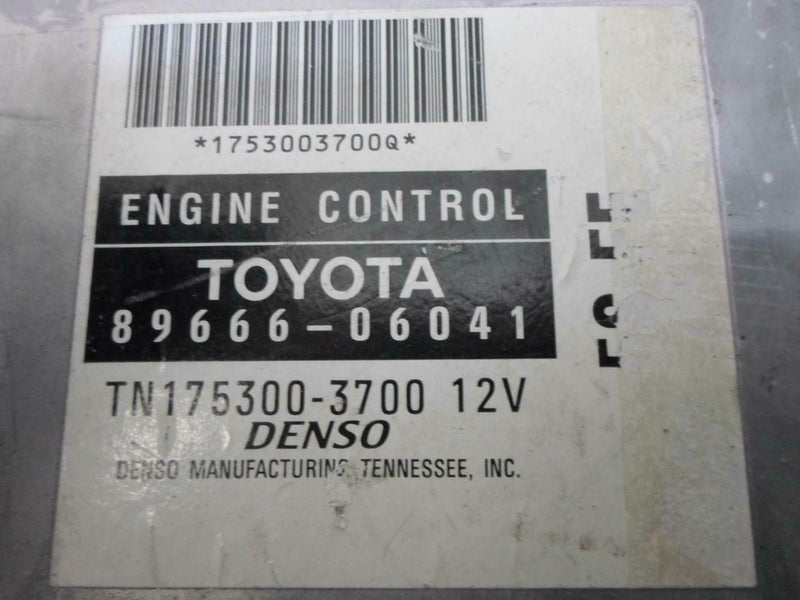 *1753003700Q*
ENGINE CONTROL
TOYOTA
89666-06041
TN175300-3700 12V
DENSO
DENSO MANUFACTURING TENNESSEE, INC.